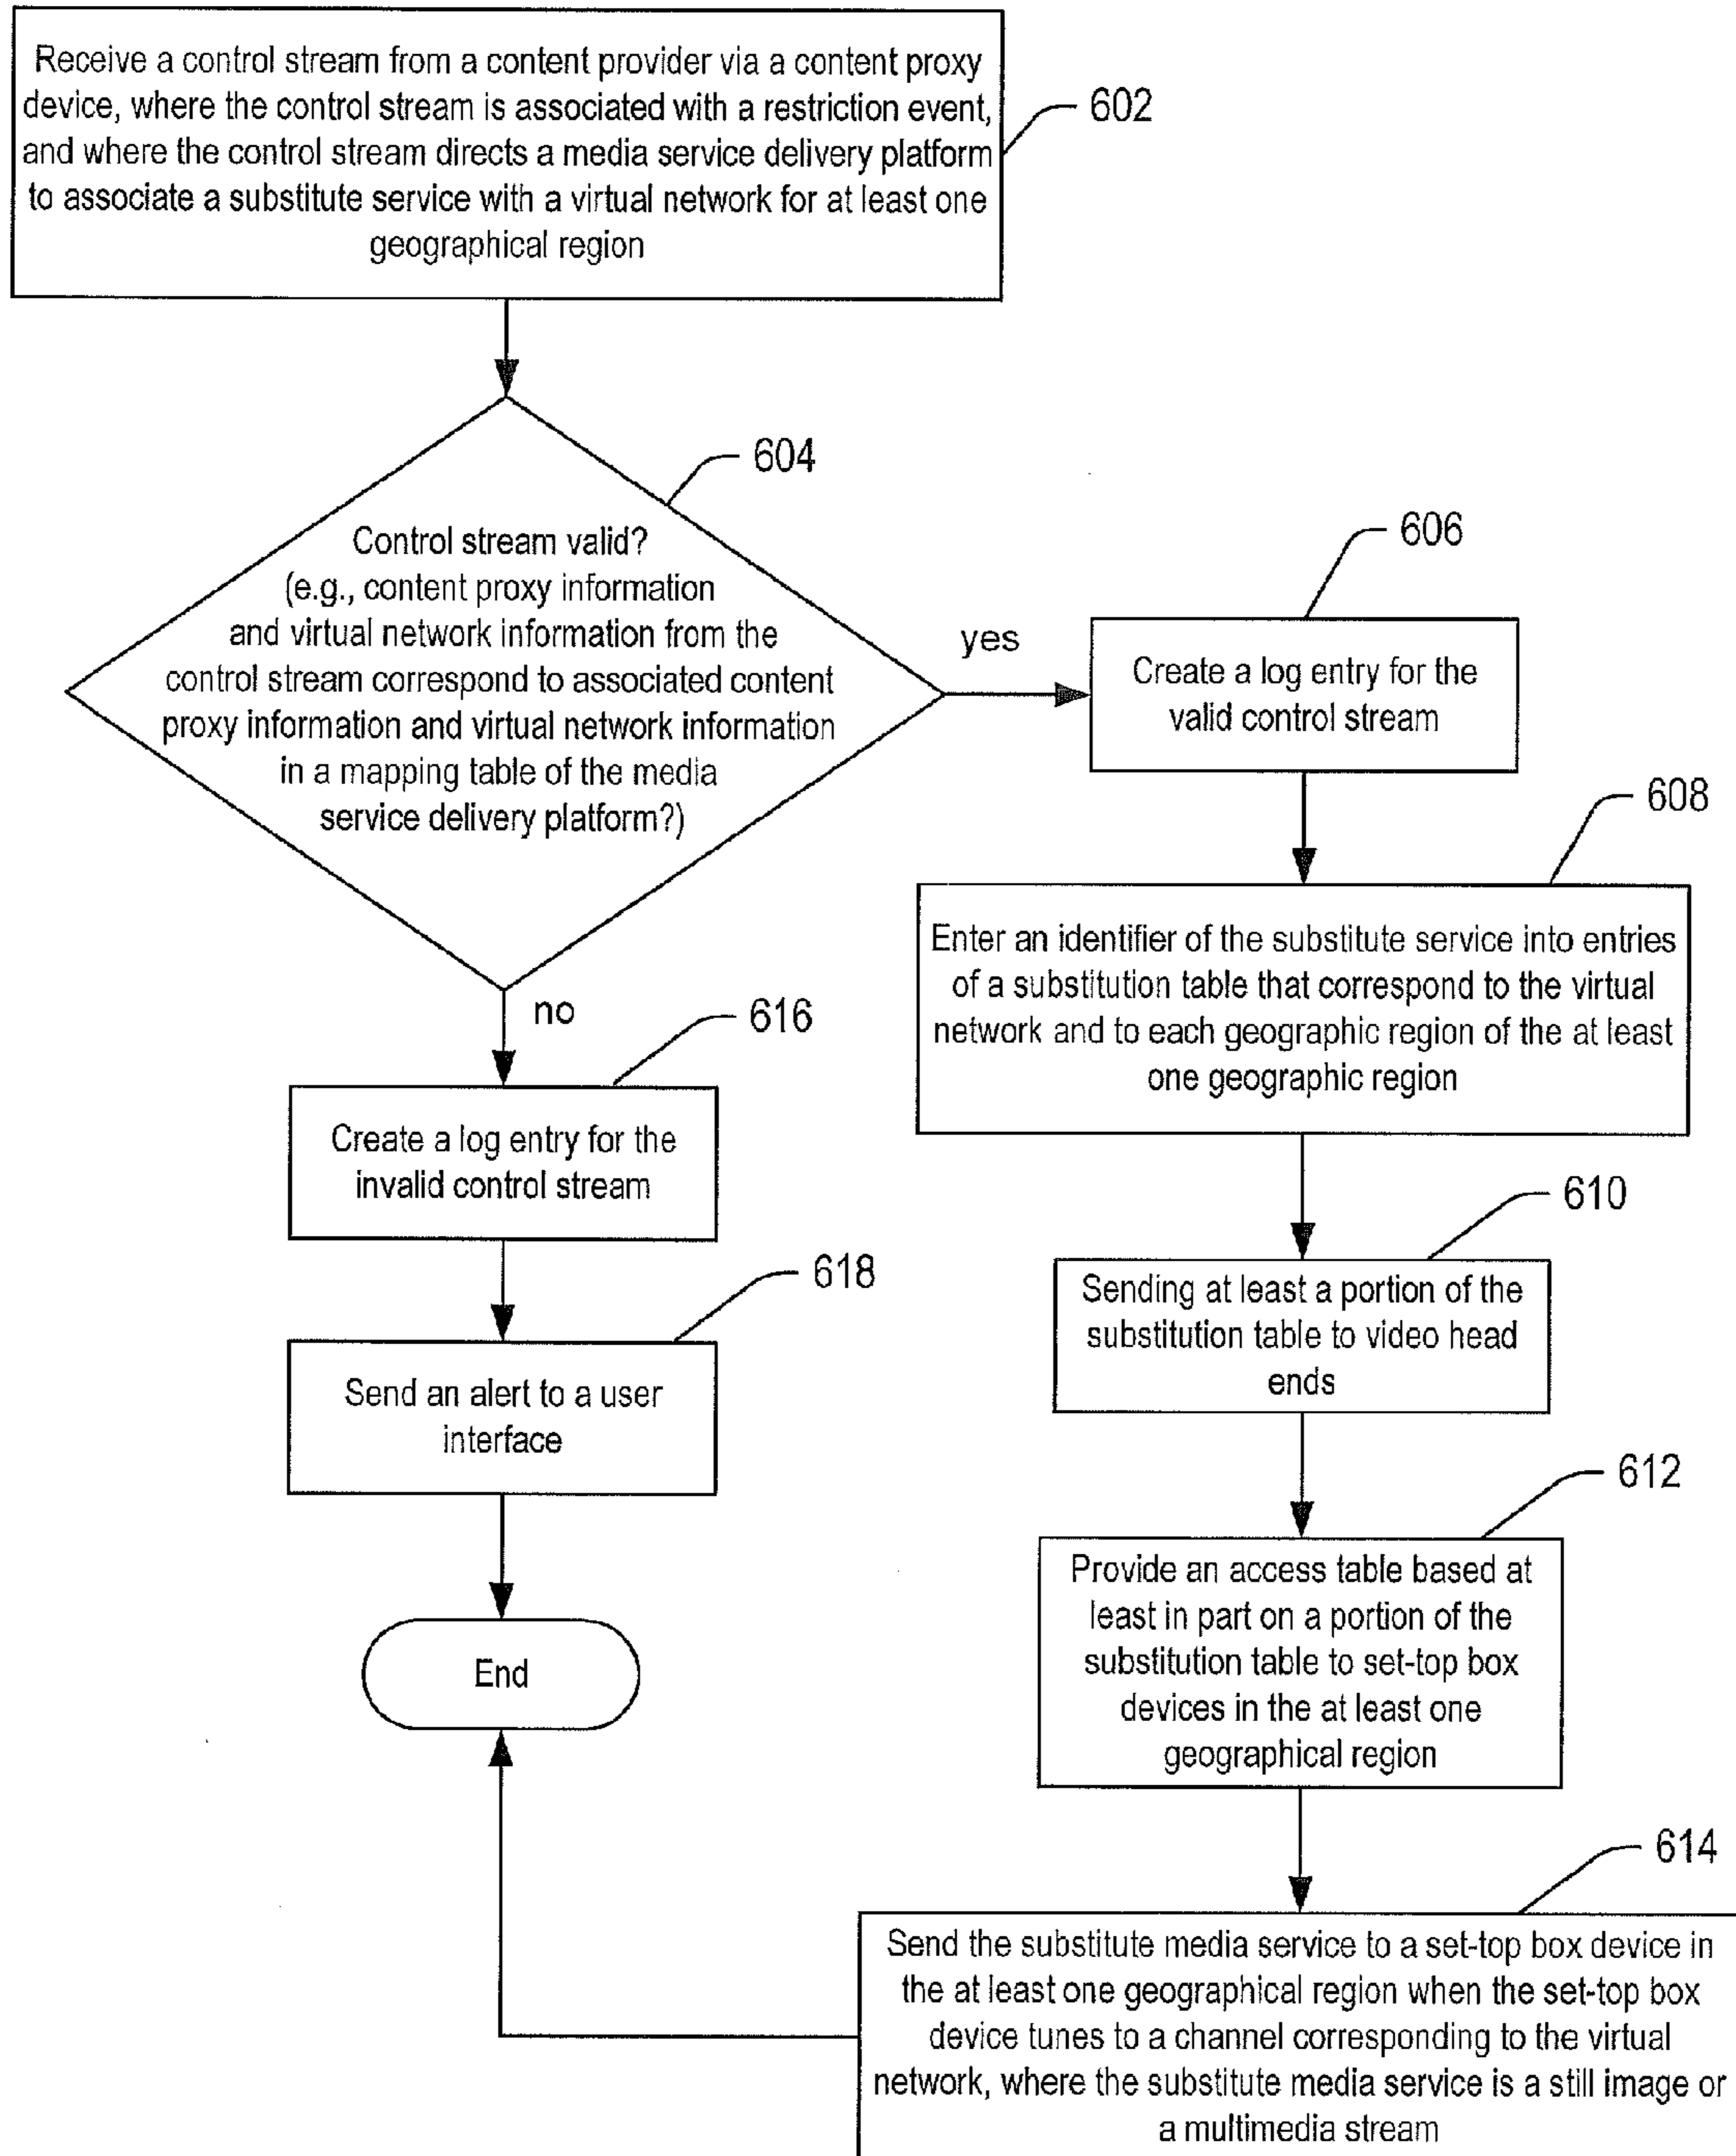 Receive a control stream from a content provider via a content proxy
device, where the control stream is associated with a restriction event,
and where the control stream directs a media service delivery platform
to associate a substitute service with a virtual network for at least one
geographical region
602
Control stream valid?
(e.g., content proxy information
and virtual network information from the
control stream correspond to associated content
proxy information and virtual network information
in a mapping table of the media
service delivery platform?)
604
yes
606
Create a log entry for the
valid control stream
608
Enter an identifier of the substitute service into entries
of a substitution table that correspond to the virtual
network and to each geographic region of the at least
one geographic region
no
616
Create a log entry for the
invalid control stream
610
Sending at least a portion of the
substitution table to video head
ends
618
Send an alert to a user
interface
612
Provide an access table based at
least in part on a portion of the
substitution table to set-top box
devices in the at least one
geographical region
End
614
Send the substitute media service to a set-top box device in
the at least one geographical region when the set-top box
device tunes to a channel corresponding to the virtual
network, where the substitute media service is a still image or
a multimedia stream